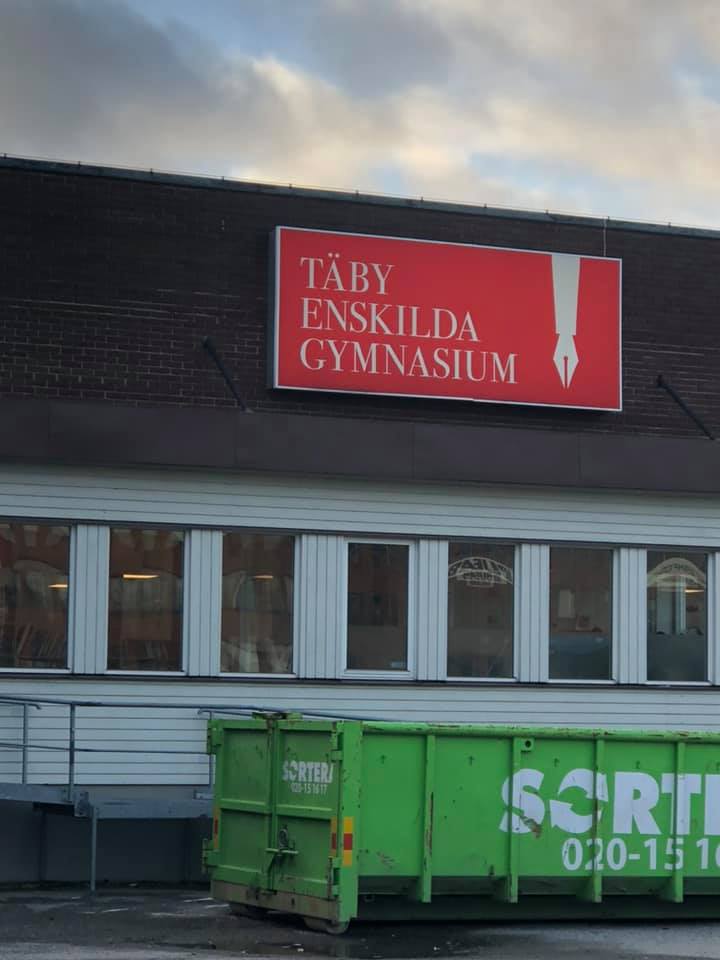 TÄBY
ENSKILDA
GYMNASIUM
SORTERA
020-15 16 17
SORT
020-15 1